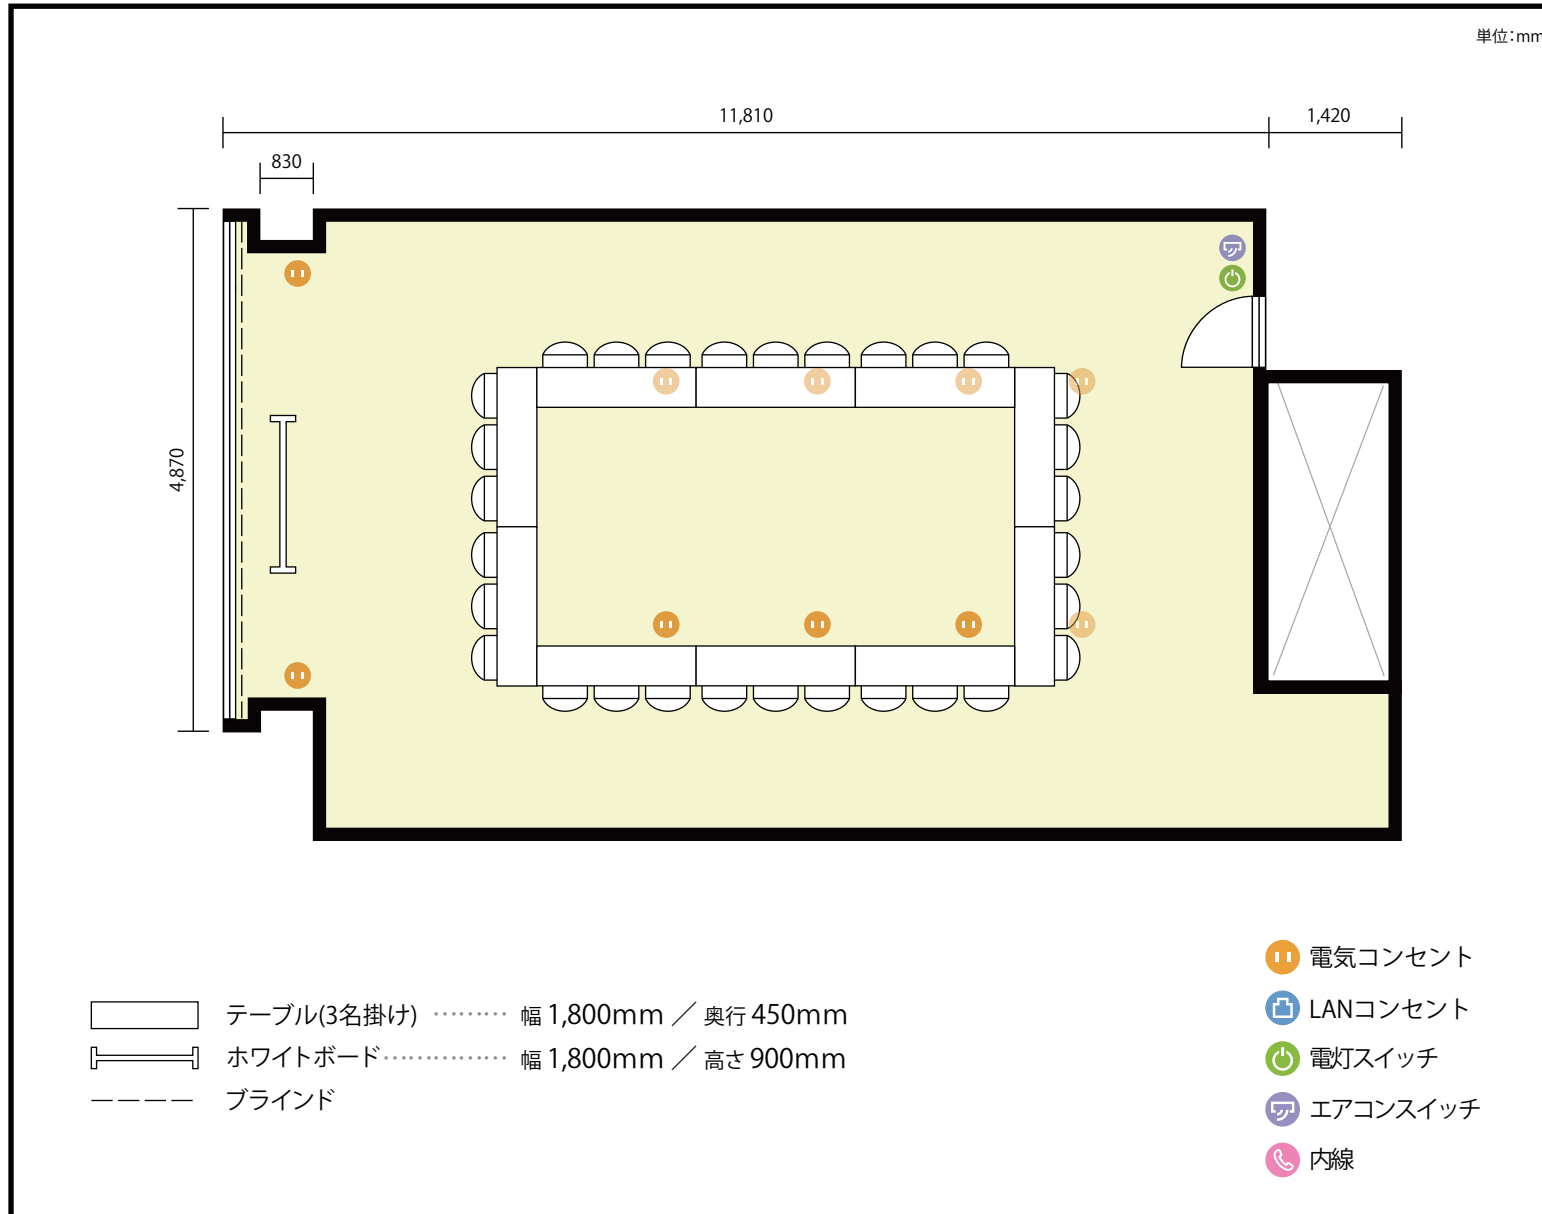 単位：mm
11,810
1,420
830
4,870
テーブル(3名掛け) ……… 幅 1,800mm ／ 奥行 450mm
ホワイトボード…………… 幅 1,800mm ／ 高さ 900mm
ブラインド
電気コンセント
LANコンセント
電灯スイッチ
エアコンスイッチ
内線